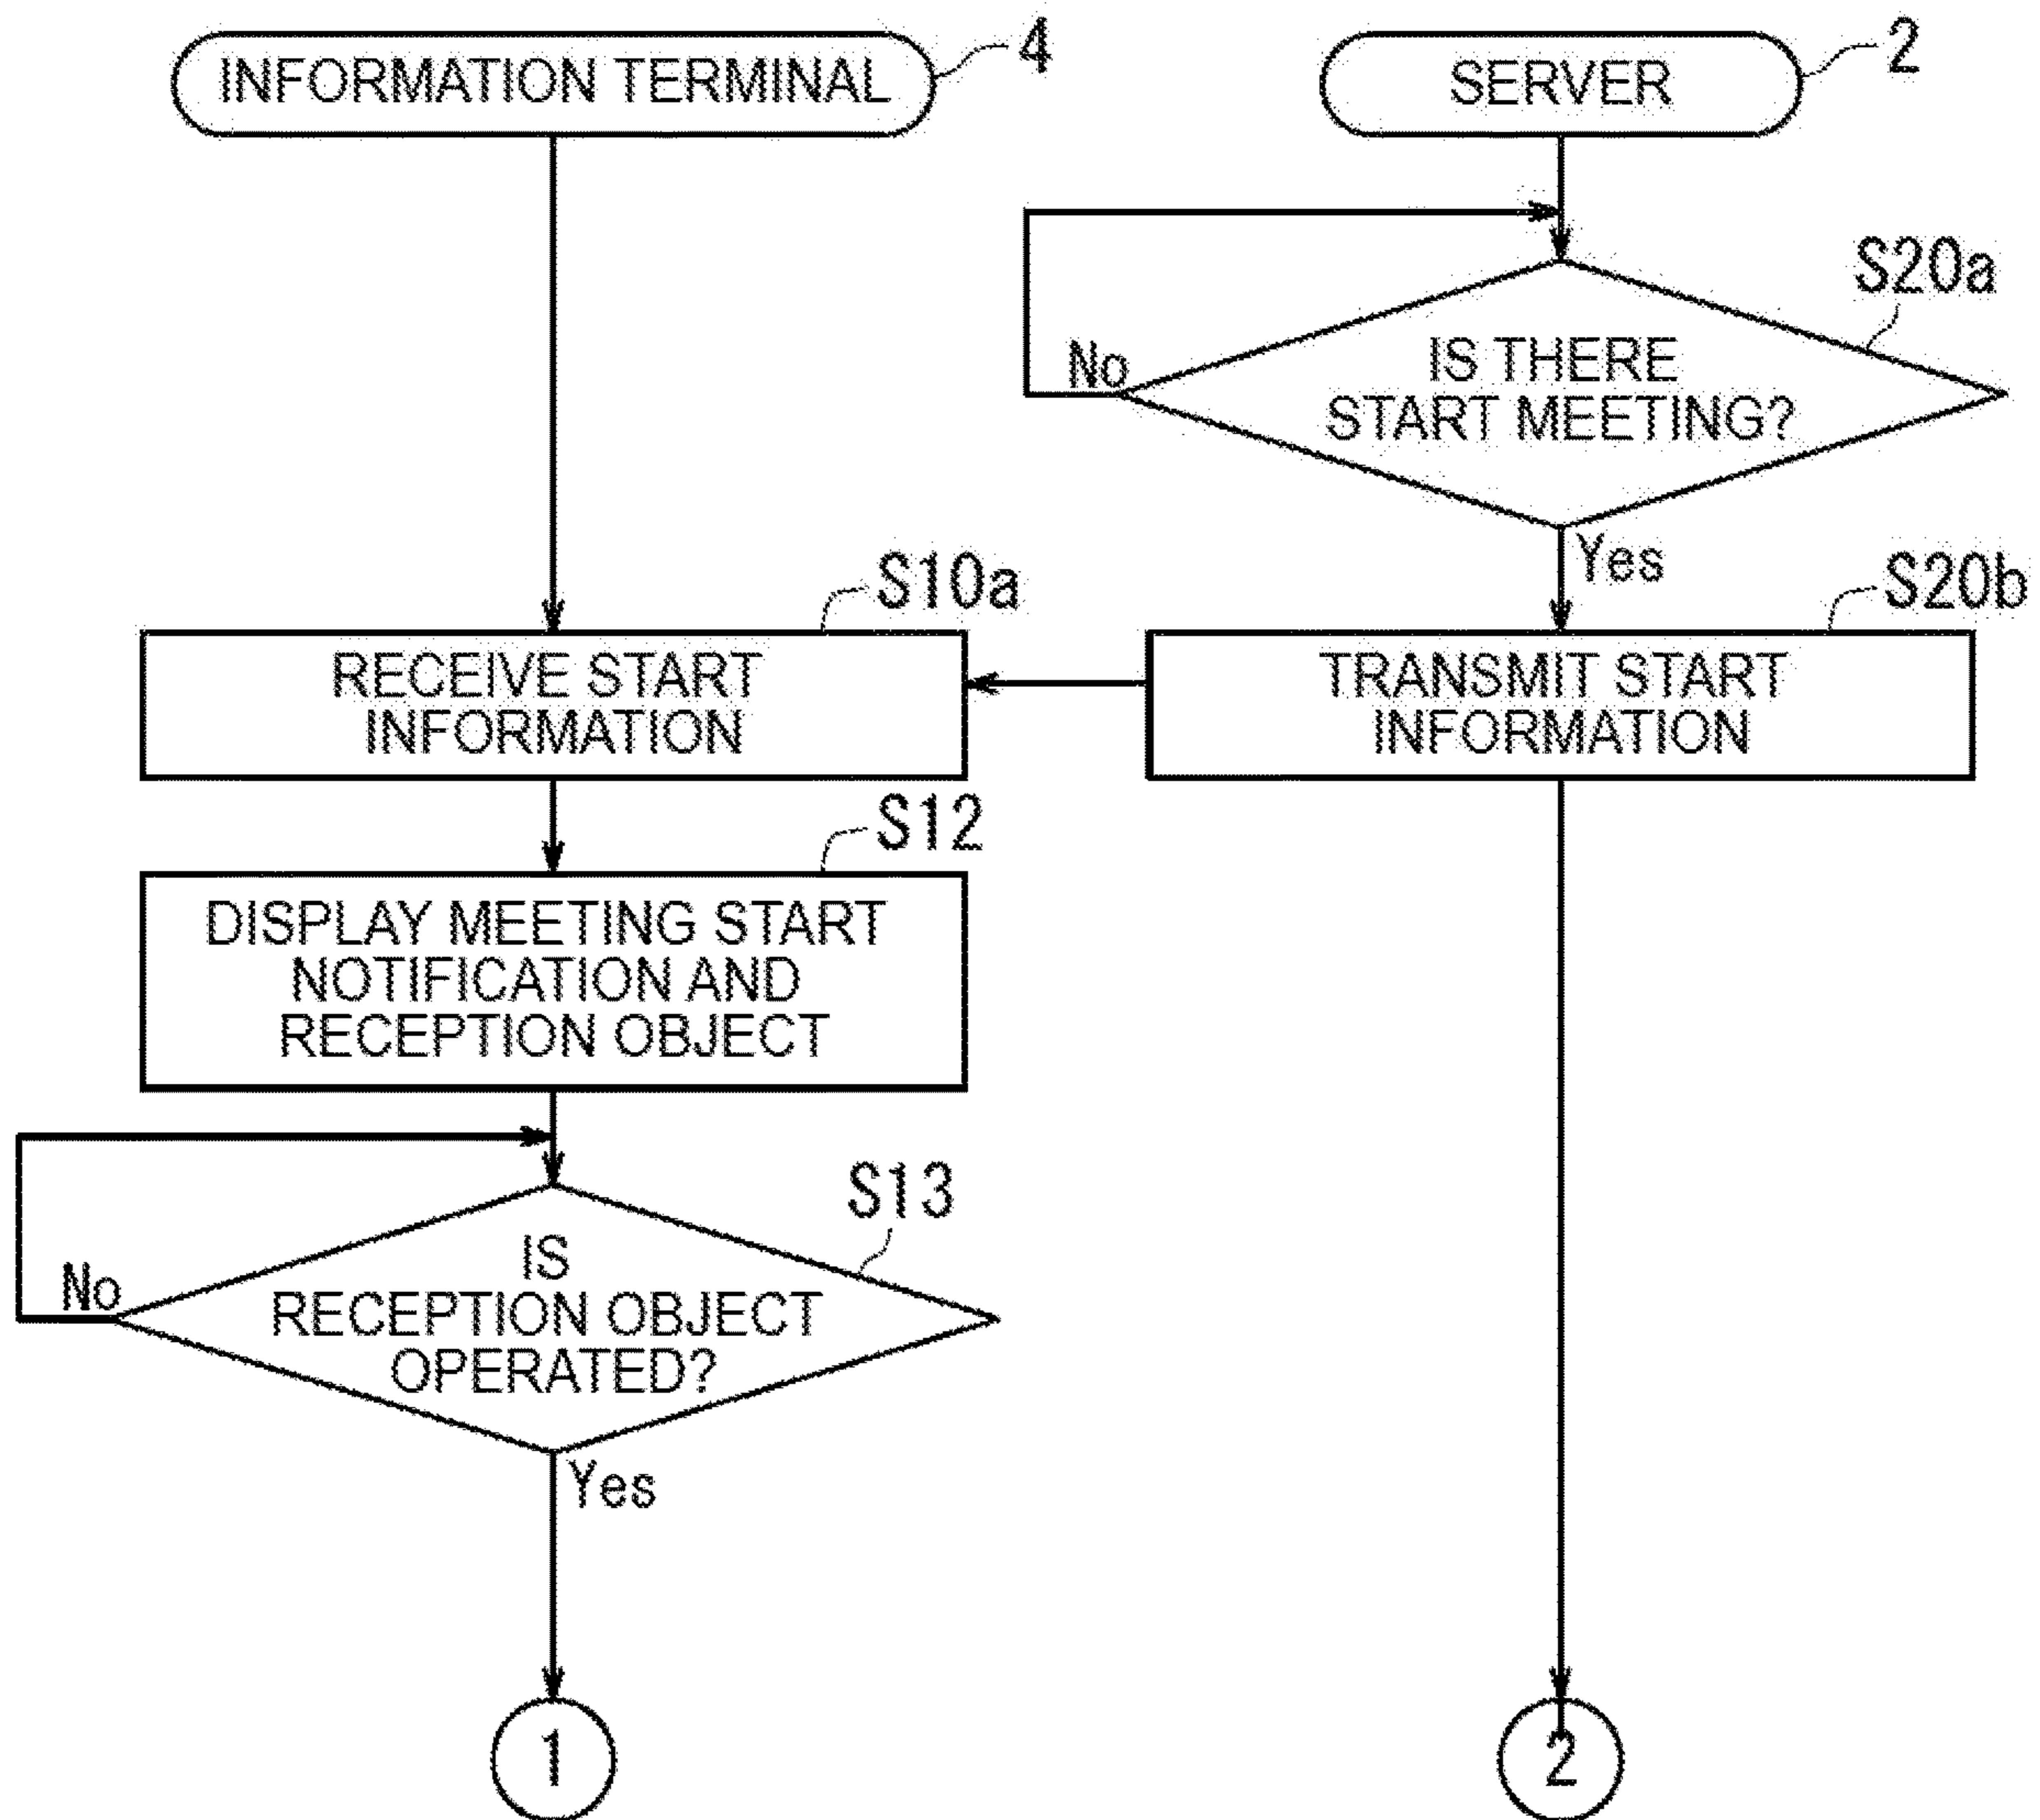 INFORMATION TERMINAL
4
SERVER
2
S20a
IS THERE
START MEETING?
No
Yes
S10a
S20b
RECEIVE START
INFORMATION
TRANSMIT START
INFORMATION
S12
DISPLAY MEETING START
NOTIFICATION AND
RECEPTION OBJECT
S13
IS
RECEPTION OBJECT
OPERATED?
No
Yes
1
2